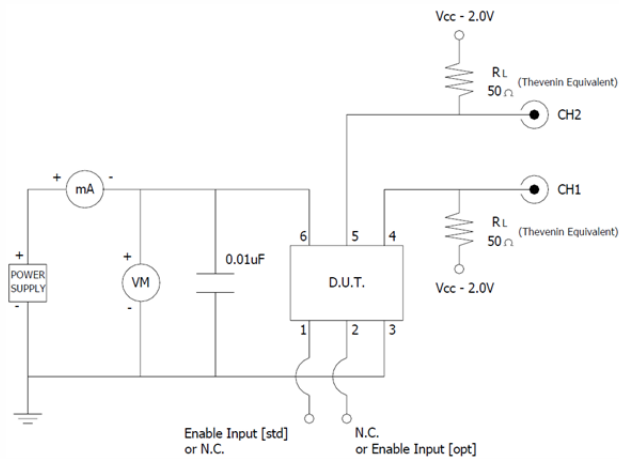 Vcc - 2.0V
RL (Thevenin Equivalent)
50Ω
CH2
+ mA -
CH1
6 5 4
RL (Thevenin Equivalent)
50Ω
0.01uF
+
POWER
SUPPLY
-
+
VM
-
D.U.T.
Vcc - 2.0V
1 2 3
Enable Input [std]
or N.C.
N.C.
or Enable Input [opt]